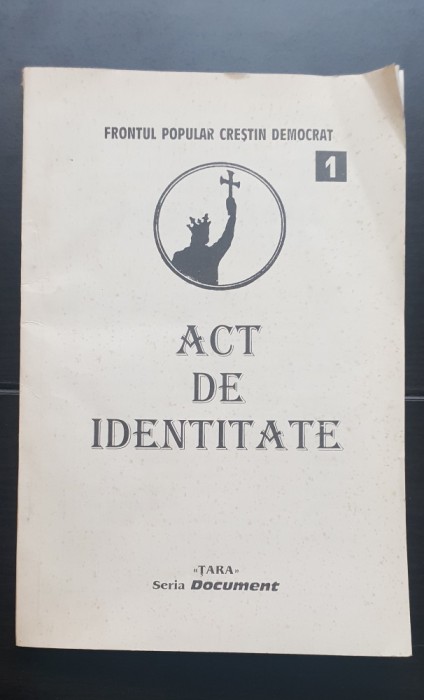 FRONTUL POPULAR CREȘTIN DEMOCRAT
1
ACT
DE
IDENTITATE
«ȚARA»
Seria Document